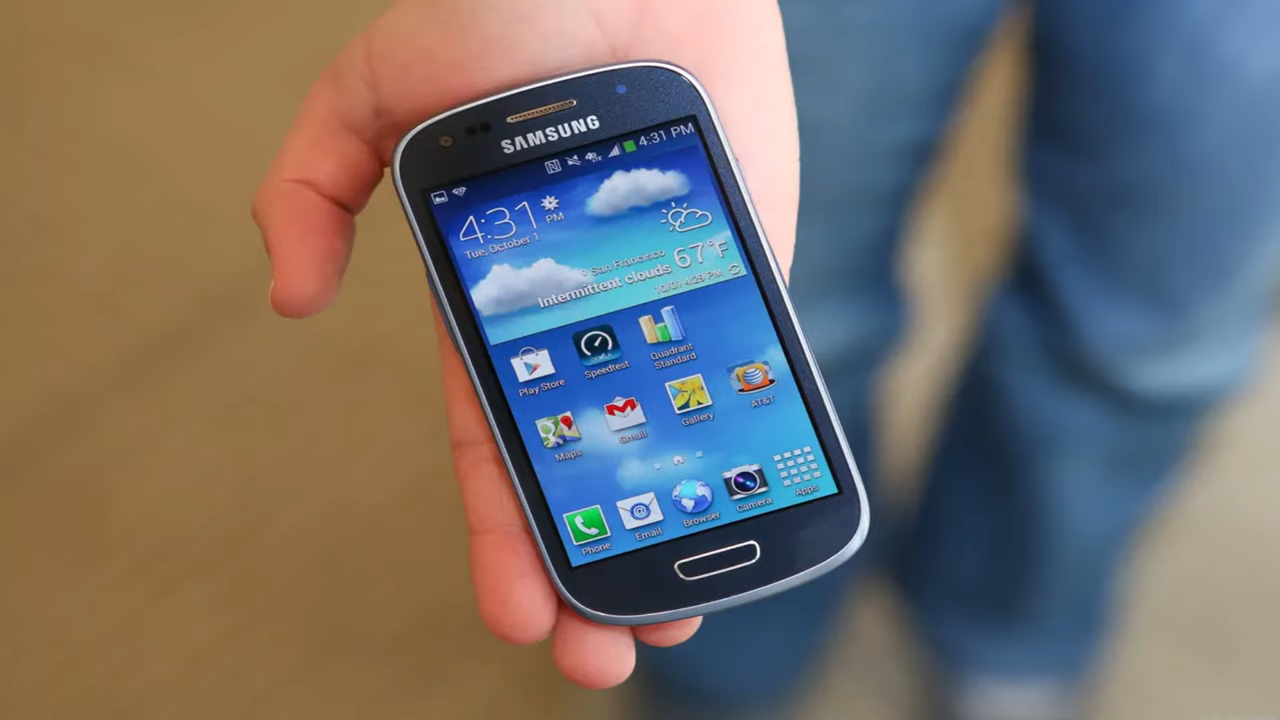 SAMSUNG
4:31 PM
4:31 PM
Tue, October 1
San Francisco
67°F
Intermittent clouds
10/01 4:29 PM
Play Store
Speedtest
Quadrant
Standard
Maps
Gmail
Gallery
AT&T
Phone
Email
Browser
Camera
Apps